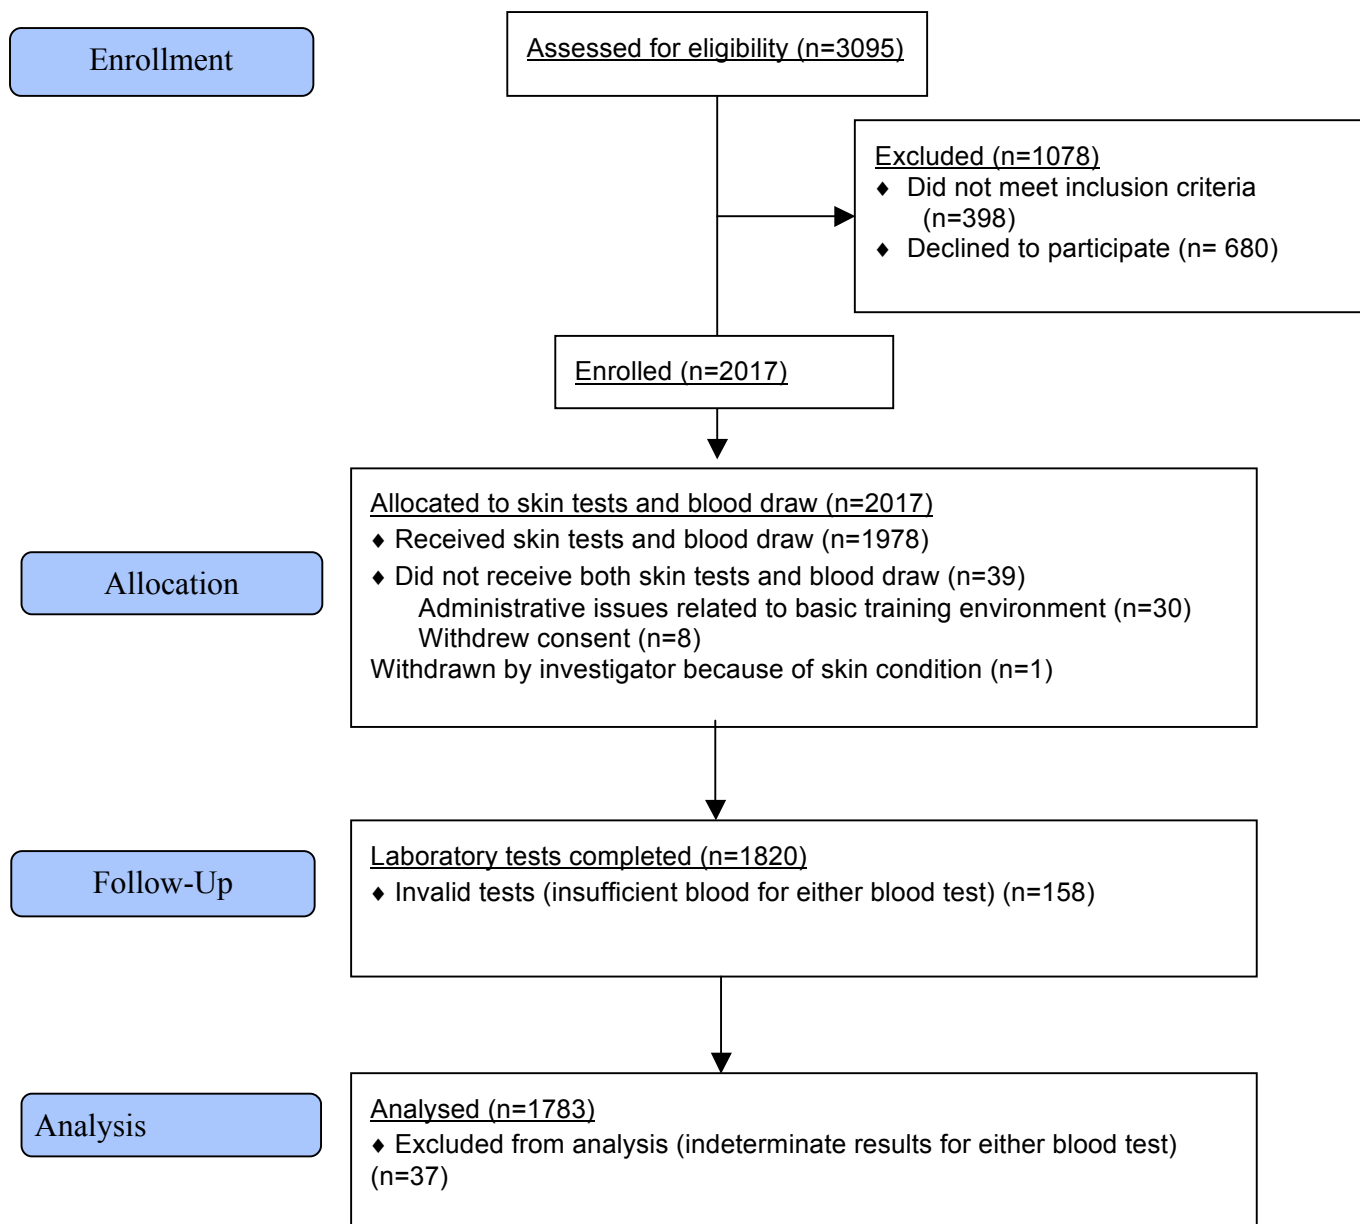 Enrollment
Assessed for eligibility (n=3095)
Excluded (n=1078)
♦ Did not meet inclusion criteria
(n=398)
♦ Declined to participate (n= 680)
Enrolled (n=2017)
Allocation
Allocated to skin tests and blood draw (n=2017)
♦ Received skin tests and blood draw (n=1978)
♦ Did not receive both skin tests and blood draw (n=39)
Administrative issues related to basic training environment (n=30)
Withdrew consent (n=8)
Withdrawn by investigator because of skin condition (n=1)
Follow-Up
Laboratory tests completed (n=1820)
♦ Invalid tests (insufficient blood for either blood test) (n=158)
Analysis
Analysed (n=1783)
♦ Excluded from analysis (indeterminate results for either blood test)
(n=37)